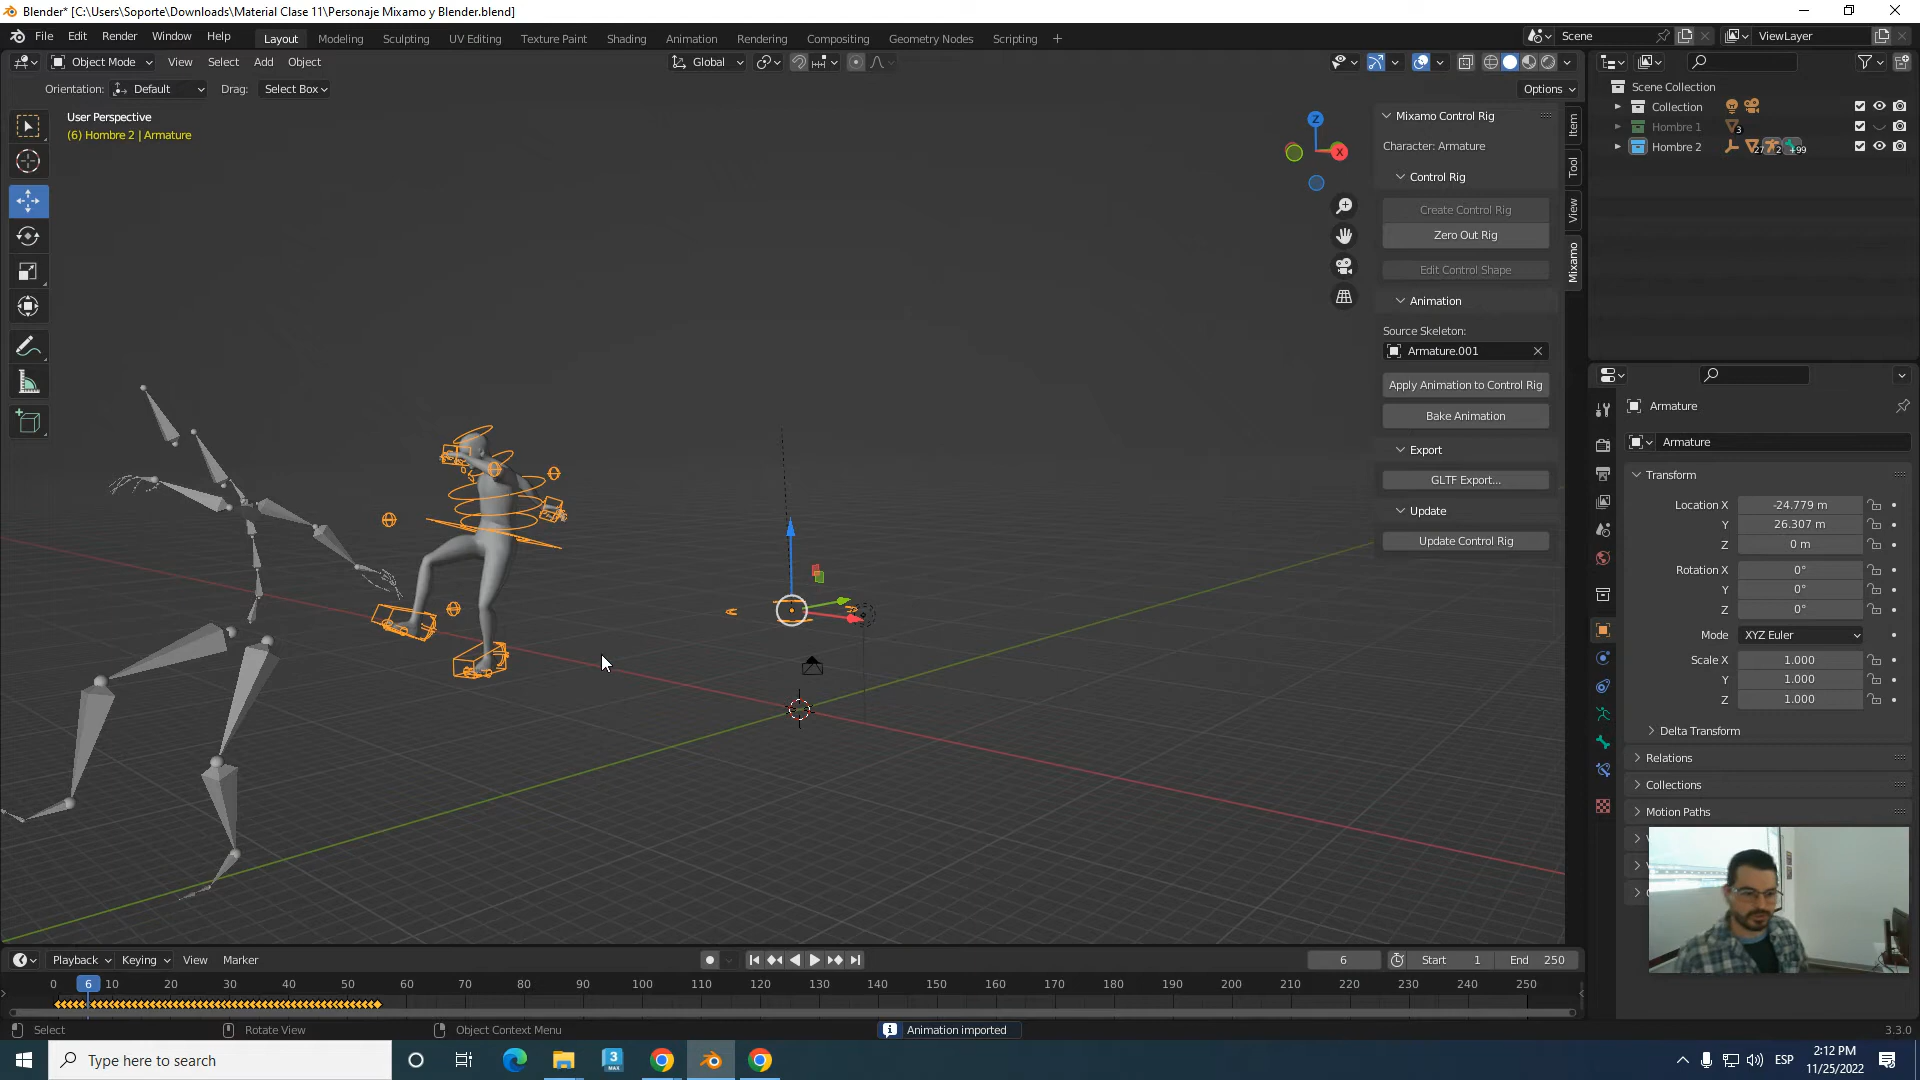 Blender* [C:\Users\Soporte\Downloads\Material Clase 11\Personaje Mixamo y Blender.blend]
File Edit Render Window Help Layout Modeling Sculpting UV Editing Texture Paint Shading Animation Rendering Compositing Geometry Nodes Scripting + Scene ViewLayer
Object Mode View Select Add Object Global
Orientation: Default Drag: Select Box Options
User Perspective
(6) Hombre 2 | Armature
Z
X
Mixamo Control Rig
Character: Armature
Control Rig
Create Control Rig
Zero Out Rig
Edit Control Shape
Animation
Source Skeleton:
Armature.001
Apply Animation to Control Rig
Bake Animation
Export
GLTF Export...
Update
Update Control Rig
Item
Tool
View
Mixamo
Scene Collection
Collection
Hombre 1 3
Hombre 2 27 2 +99
Armature
Armature
Transform
Location X -24.779 m
Y 26.307 m
Z 0 m
Rotation X 0°
Y 0°
Z 0°
Mode XYZ Euler
Scale X 1.000
Y 1.000
Z 1.000
Delta Transform
Relations
Collections
Motion Paths
Playback Keying View Marker 6 Start 1 End 250
0 6 10 20 30 40 50 60 70 80 90 100 110 120 130 140 150 160 170 180 190 200 210 220 230 240 250
Select Rotate View Object Context Menu Animation imported 3.3.0
Type here to search
3
MAX
ESP
2:12 PM
11/25/2022